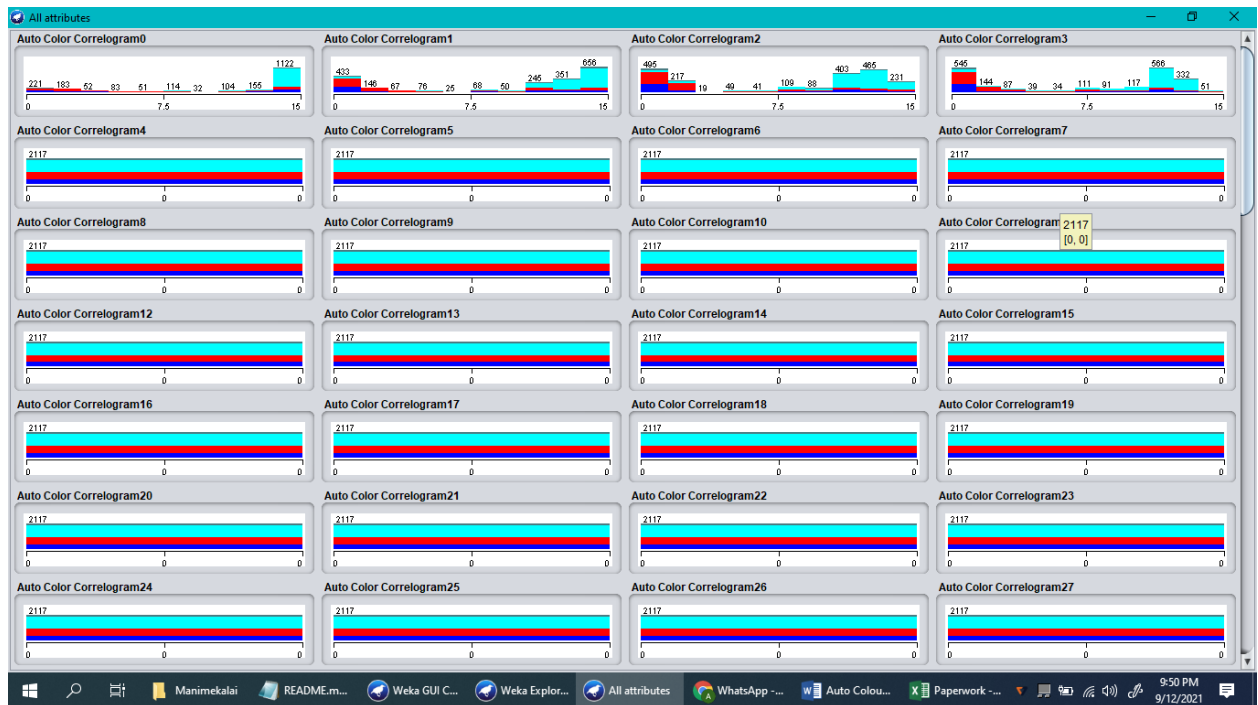 All attributes
Auto Color Correlogram0 Auto Color Correlogram1 Auto Color Correlogram2 Auto Color Correlogram3
221 183 52 83 51 114 32 104 155 1122
0 7.5 15
433 146 67 76 25 68 50 245 351 656
0 7.5 15
495 217 19 49 41 109 88 403 465 231
0 7.5 15
545 144 87 39 34 111 91 117 566 332 51
0 7.5 15
Auto Color Correlogram4 Auto Color Correlogram5 Auto Color Correlogram6 Auto Color Correlogram7
2117 2117 2117 2117
0 0 0 0 0 0 0 0 0 0 0 0
Auto Color Correlogram8 Auto Color Correlogram9 Auto Color Correlogram10 Auto Color Correlogram
2117
[0, 0]
2117 2117 2117 2117
0 0 0 0 0 0 0 0 0 0 0 0
Auto Color Correlogram12 Auto Color Correlogram13 Auto Color Correlogram14 Auto Color Correlogram15
2117 2117 2117 2117
0 0 0 0 0 0 0 0 0 0 0 0
Auto Color Correlogram16 Auto Color Correlogram17 Auto Color Correlogram18 Auto Color Correlogram19
2117 2117 2117 2117
0 0 0 0 0 0 0 0 0 0 0 0
Auto Color Correlogram20 Auto Color Correlogram21 Auto Color Correlogram22 Auto Color Correlogram23
2117 2117 2117 2117
0 0 0 0 0 0 0 0 0 0 0 0
Auto Color Correlogram24 Auto Color Correlogram25 Auto Color Correlogram26 Auto Color Correlogram27
2117 2117 2117 2117
0 0 0 0 0 0 0 0 0 0 0 0
Manimekalai README.m... Weka GUI C... Weka Explor... All attributes WhatsApp -... Auto Colou... Paperwork -... 9:50 PM
9/12/2021